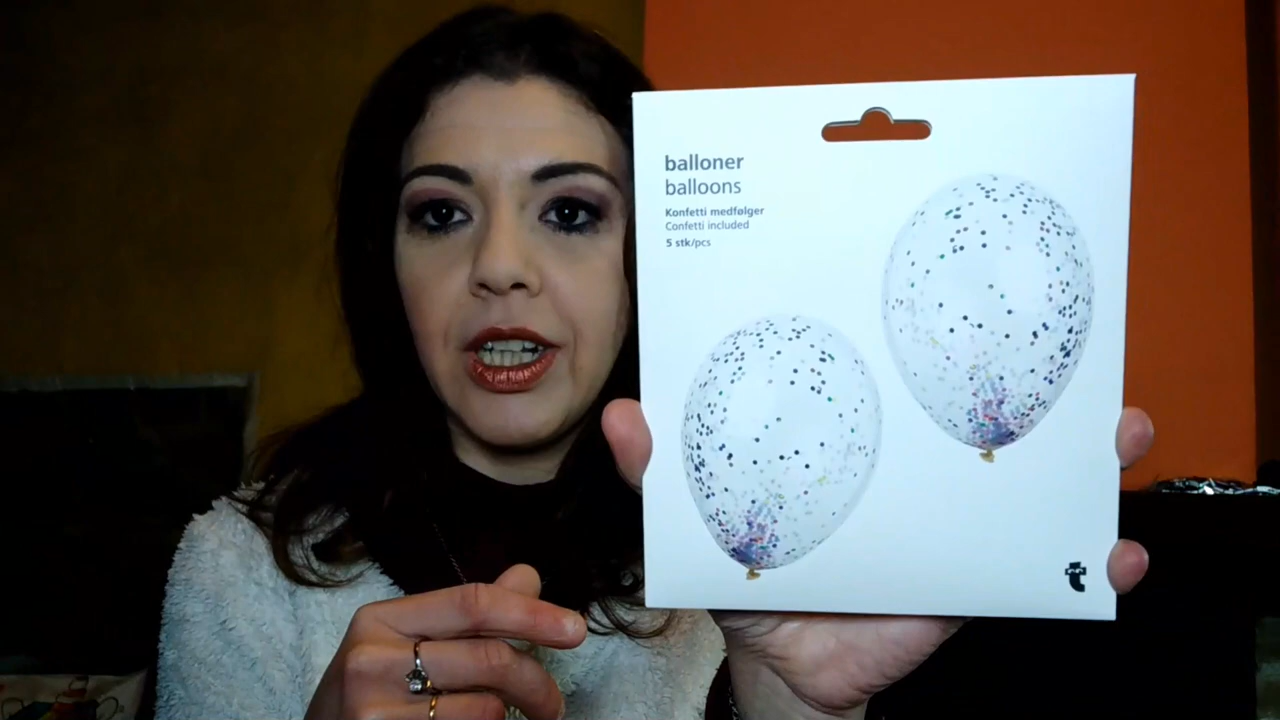 balloner
balloons
Konfetti medfølger
Confetti included
5 stk/pcs
t